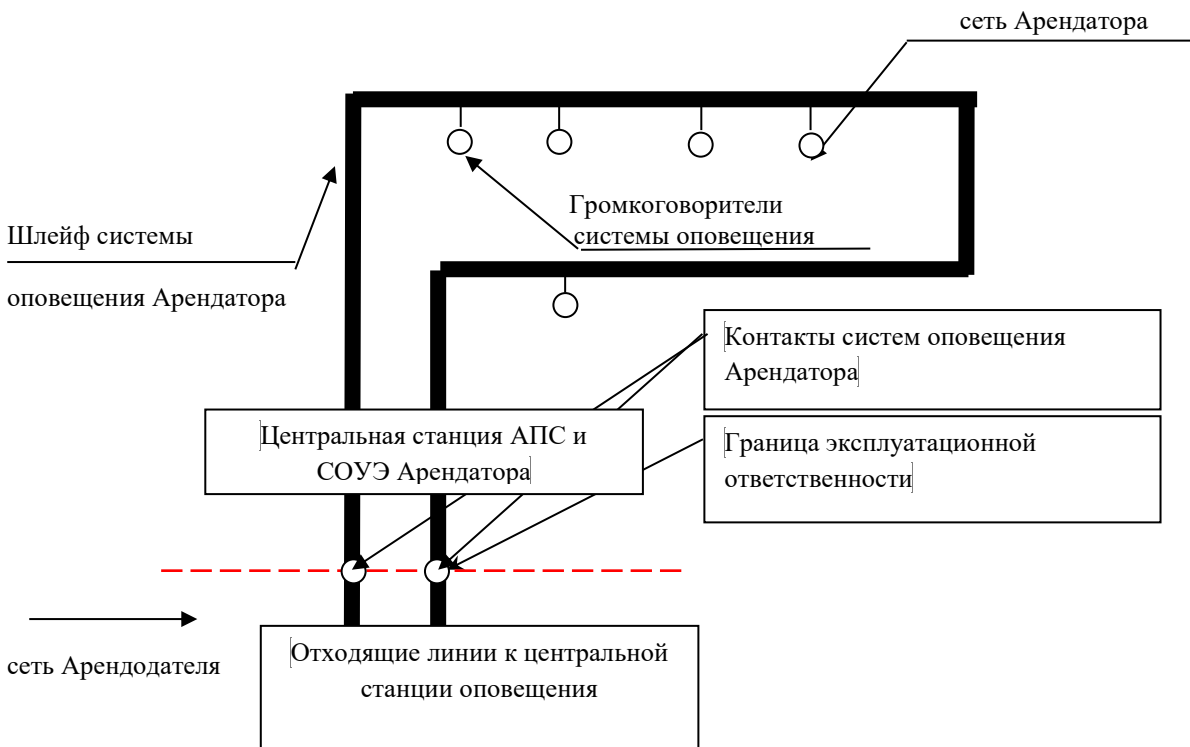 сеть Арендатора
Громкоговорители
системы оповещения
Шлейф системы
оповещения Арендатора
Контакты систем оповещения
Арендатора
Центральная станция АПС и
СОУЭ Арендатора
Граница эксплуатационной
ответственности
сеть Арендодателя
Отходящие линии к центральной
станции оповещения